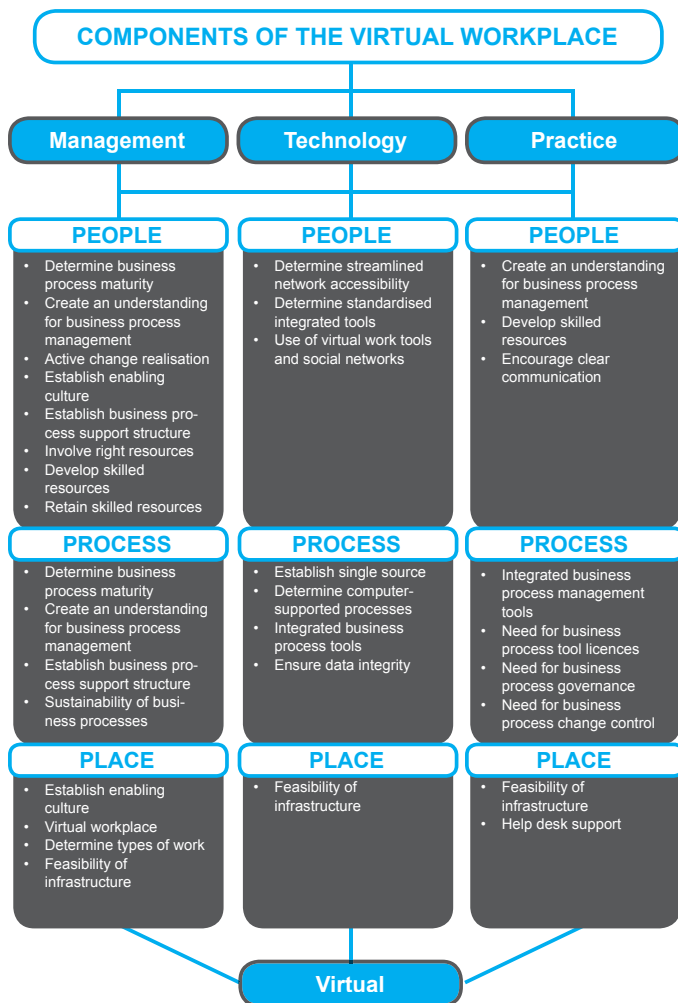 COMPONENTS OF THE VIRTUAL WORKPLACE
Management
Technology
Practice
PEOPLE
• Determine business
process maturity
• Create an understanding
for business process
management
• Active change realisation
• Establish enabling
culture
• Establish business pro-
cess support structure
• Involve right resources
• Develop skilled
resources
• Retain skilled resources
PEOPLE
• Determine streamlined
network accessibility
• Determine standardised
integrated tools
• Use of virtual work tools
and social networks
PEOPLE
• Create an understanding
for business process
management
• Develop skilled
resources
• Encourage clear
communication
PROCESS
• Determine business
process maturity
• Create an understanding
for business process
management
• Establish business pro-
cess support structure
• Sustainability of busi-
ness processes
PROCESS
• Establish single source
• Determine computer-
supported processes
• Integrated business
process tools
• Ensure data integrity
PROCESS
• Integrated business
process management
tools
• Need for business
process tool licences
• Need for business
process governance
• Need for business
process change control
PLACE
• Establish enabling
culture
• Virtual workplace
• Determine types of work
• Feasibility of
infrastructure
PLACE
• Feasibility of
infrastructure
PLACE
• Feasibility of
infrastructure
• Help desk support
Virtual